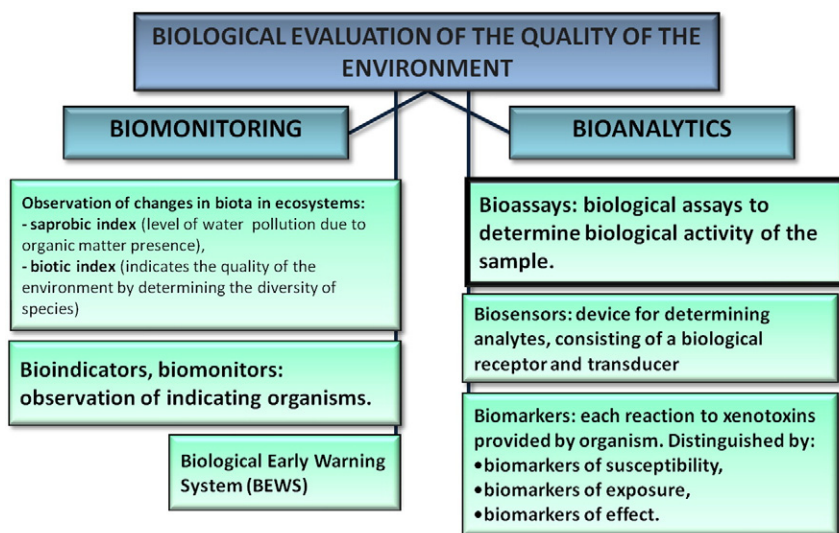 BIOLOGICAL EVALUATION OF THE QUALITY OF THE
ENVIRONMENT
BIOMONITORING
Observation of changes in biota in ecosystems:
- saprobic index (level of water pollution due to
organic matter presence),
- biotic index (indicates the quality of the
environment by determining the diversity of
species)
Bioindicators, biomonitors:
observation of indicating organisms.
Biological Early Warning
System (BEWS)
BIOANALYTICS
Bioassays: biological assays to
determine biological activity of the
sample.
Biosensors: device for determining
analytes, consisting of a biological
receptor and transducer
Biomarkers: each reaction to xenotoxins
provided by organism. Distinguished by:
•biomarkers of susceptibility,
•biomarkers of exposure,
•biomarkers of effect.